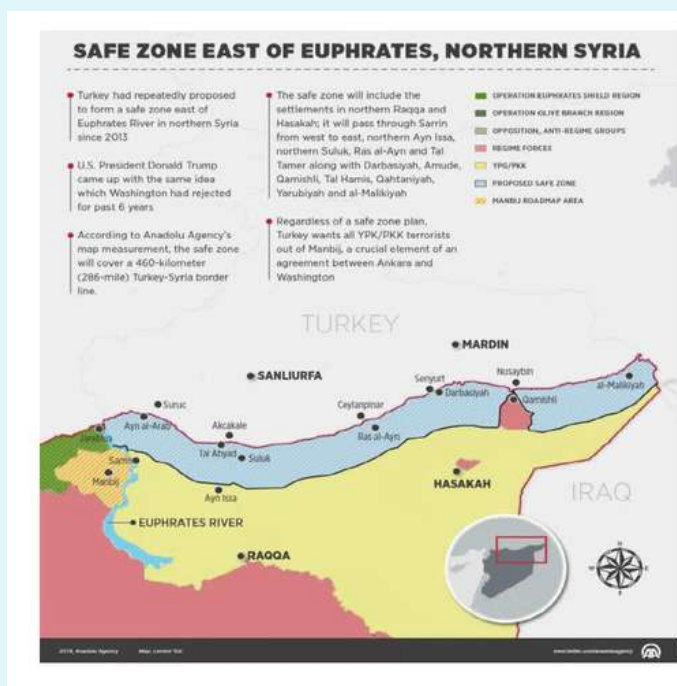 SAFE ZONE EAST OF EUPHRATES, NORTHERN SYRIA
Turkey had repeatedly proposed
to form a safe zone east of
Euphrates River in northern Syria
since 2013
U.S. President Donald Trump
came up with the same idea
which Washington had rejected
for past 6 years
According to Anadolu Agency's
map measurement, the safe zone
will cover a 460-kilometer
(286-mile) Turkey-Syria border
line.
The safe zone will include the
settlements in northern Raqqa and
Hasakah; it will pass through Sarrin
from west to east, northern Ayn Issa,
northern Suluk, Ras al-Ayn and Tal
Tamer along with Darbasiyah, Amude,
Qamishli, Tal Hamis, Qahtaniyah,
Yarubiyah and al-Malikiyah
Regardless of a safe zone plan,
Turkey wants all YPK/PKK terrorists
out of Manbij, a crucial element of an
agreement between Ankara and
Washington
OPERATION EUPHRATES SHIELD REGION
OPERATION OLIVE BRANCH REGION
OPPOSITION, ANTI-REGIME GROUPS
REGIME FORCES
YPG/PKK
PROPOSED SAFE ZONE
MANBIJ ROADMAP AREA
TURKEY
MARDIN
SANLIURFA
Nusaybin
Senyurt
al-Malikiyah
Darbasiyah
Qamishli
Suruc
Ceylanpinar
Jarablus
Ayn al-Arab
Akcakale
Ras al-Ayn
Tal Abyad
Suluk
Sarrin
Manbij
HASAKAH
Ayn Issa
IRAQ
EUPHRATES RIVER
RAQQA
N
W
E
S
2019, Anadolu Agency